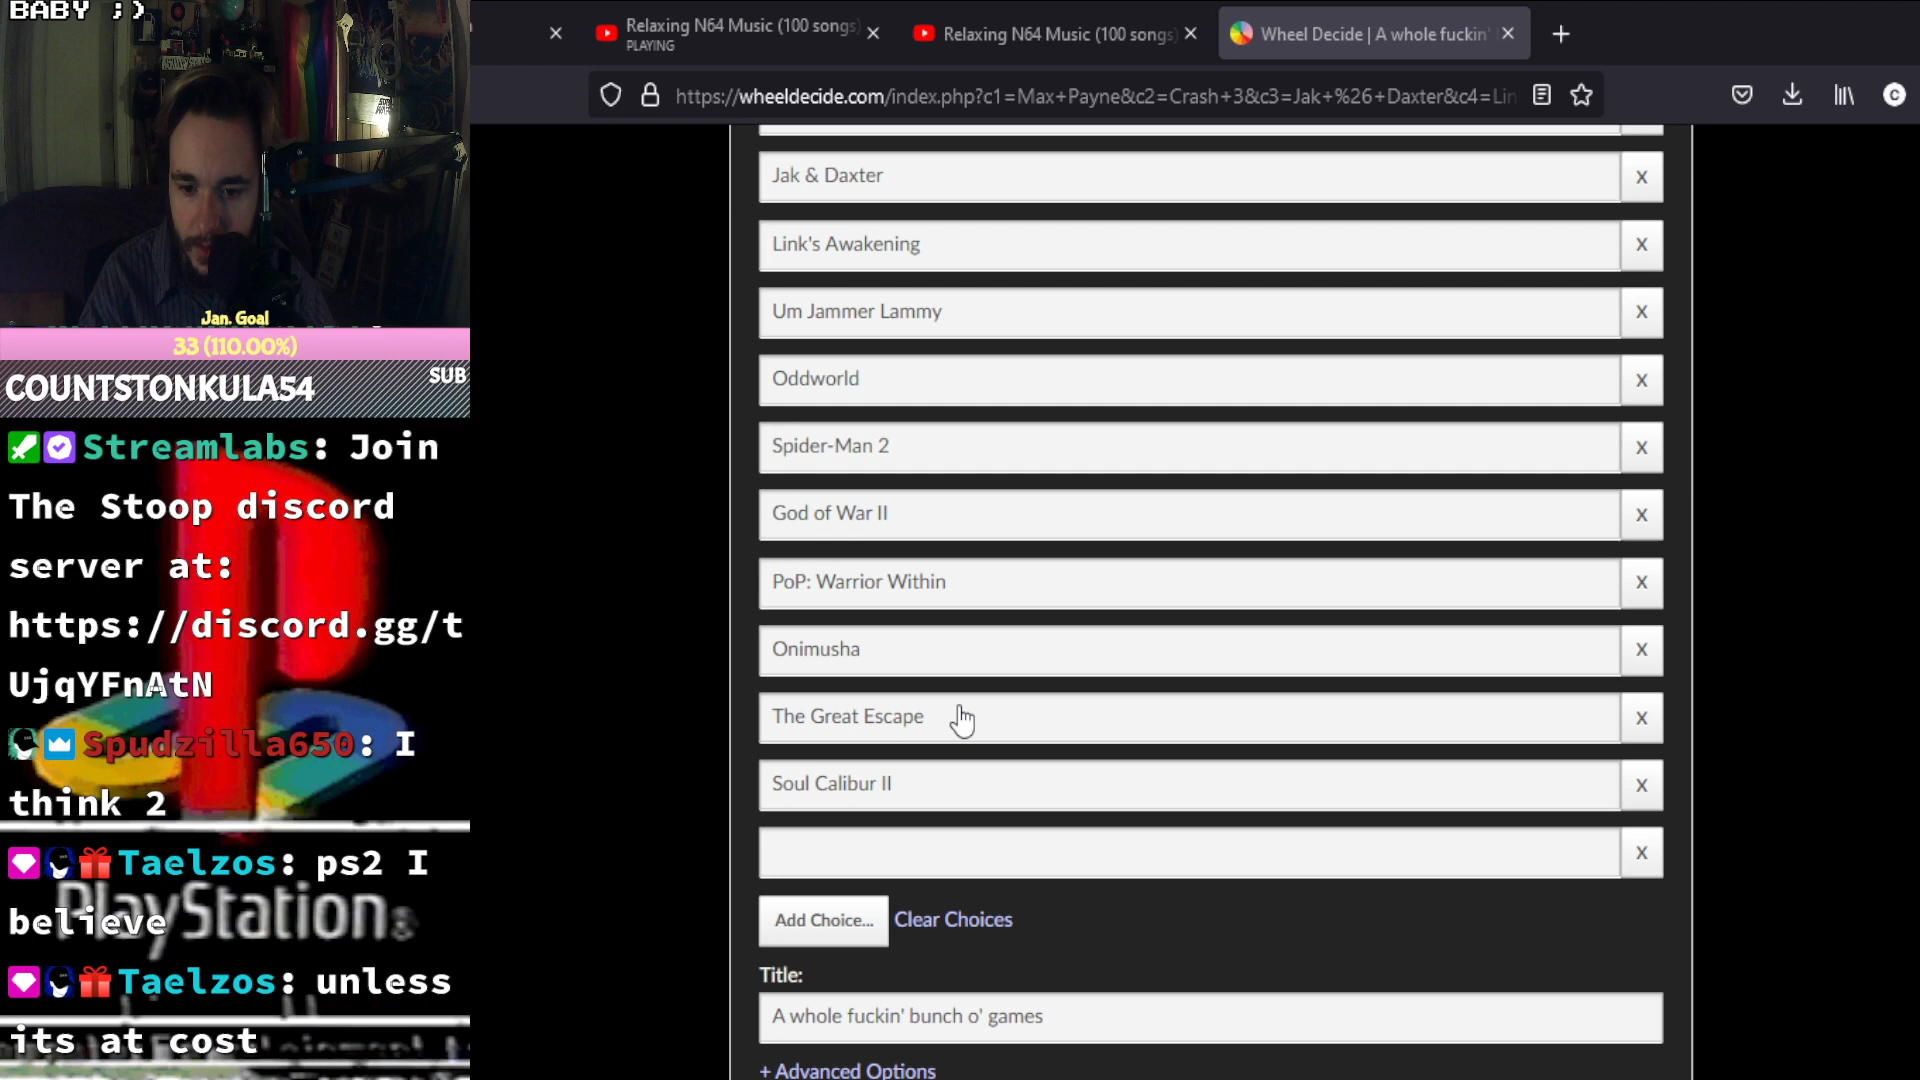 BABY ;)
Jan. Goal
33 (110.00%)
COUNTSTONKULA54
SUB
Streamlabs: Join
The Stoop discord
server at:
https://discord.gg/t
UjqYFnAtN
Spudzilla650: I
think 2
Taelzos: ps2 I
believe
PlayStation®
Taelzos: unless
its at cost
Relaxing N64 Music (100 songs)
PLAYING
Relaxing N64 Music (100 songs)
Wheel Decide | A whole fuckin'
https://wheeldecide.com/index.php?c1=Max+Payne&c2=Crash+3&c3=Jak+%26+Daxter&c4=Lin
C
Jak & Daxter
X
Link's Awakening
X
Um Jammer Lammy
X
Oddworld
X
Spider-Man 2
X
God of War II
X
PoP: Warrior Within
X
Onimusha
X
The Great Escape
X
Soul Calibur II
X
X
Add Choice...
Clear Choices
Title:
A whole fuckin' bunch o' games
+ Advanced Options